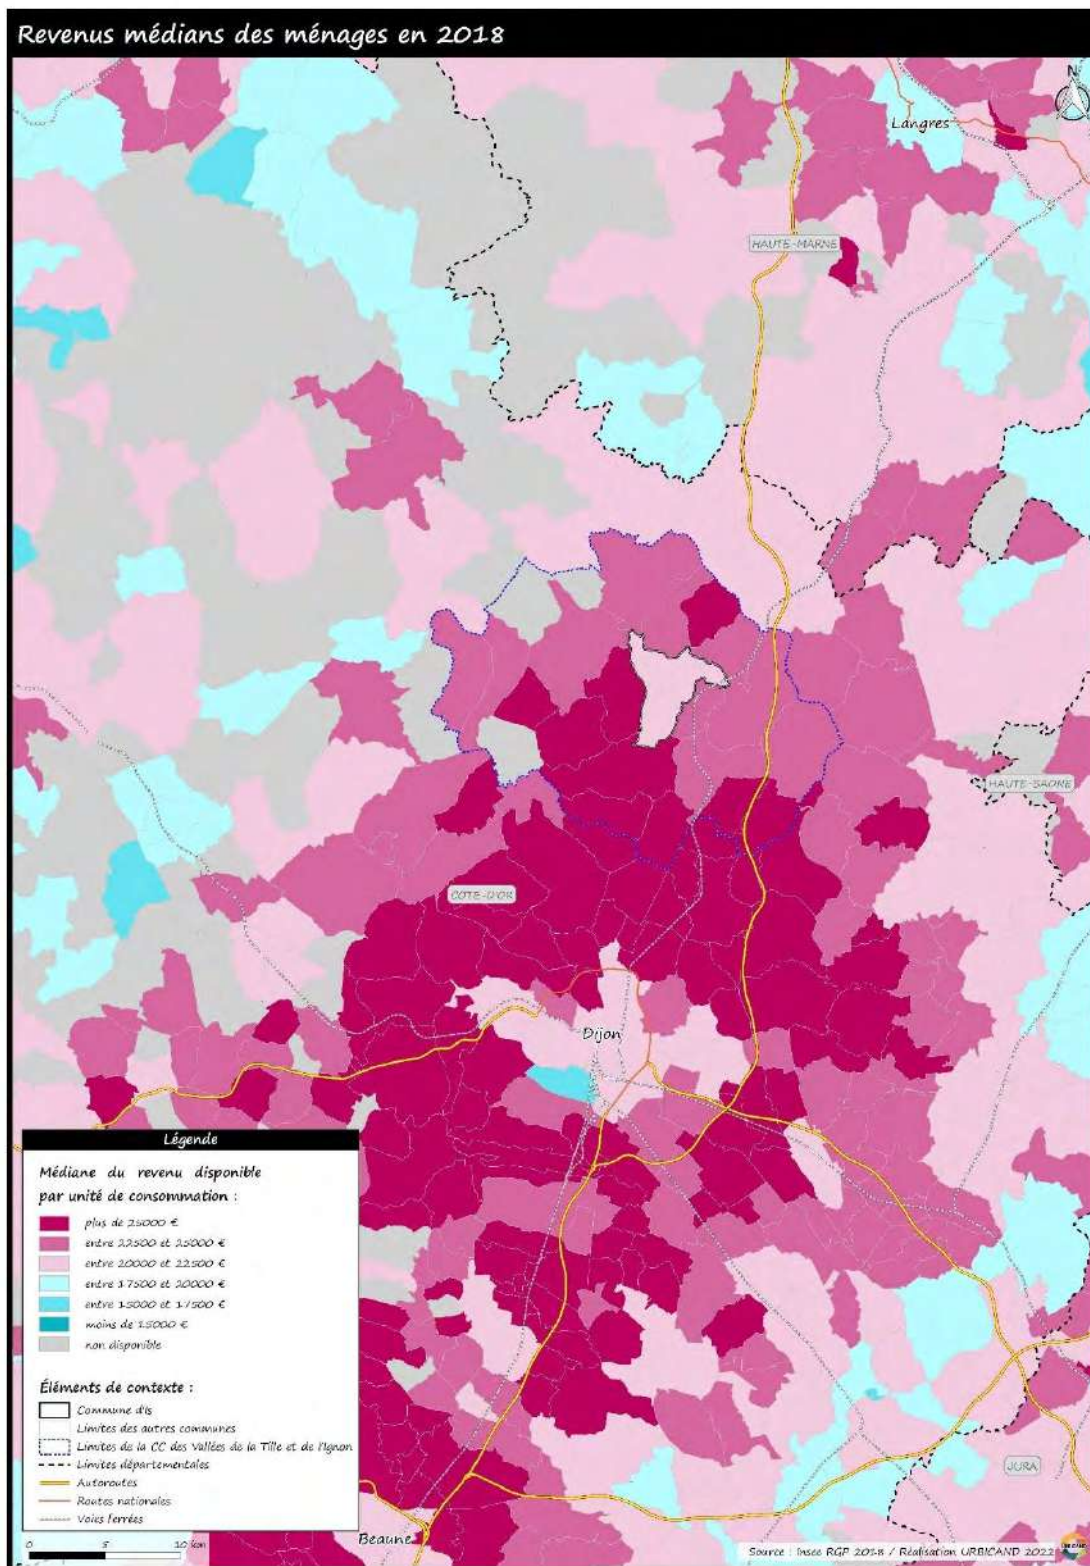 Revenus médians des ménages en 2018
N
Langres
HAUTE-MARNE
HAUTE-SAONE
COTE-D'OR
Dijon
Légende
Médiane du revenu disponible
par unité de consommation :
plus de 25000 €
entre 22500 et 25000 €
entre 20000 et 22500 €
entre 17500 et 20000 €
entre 15000 et 17500 €
moins de 15000 €
non disponible
Éléments de contexte :
Commune d'Is
Limites des autres communes
Limites de la CC des Vallées de la Tille et de l'Ignon
Limites départementales
Autoroutes
Routes nationales
Voies ferrées
JURA
0 5 10 km
Beaune
Source : Insee RGP 2018 / Réalisation URBICAND 2022